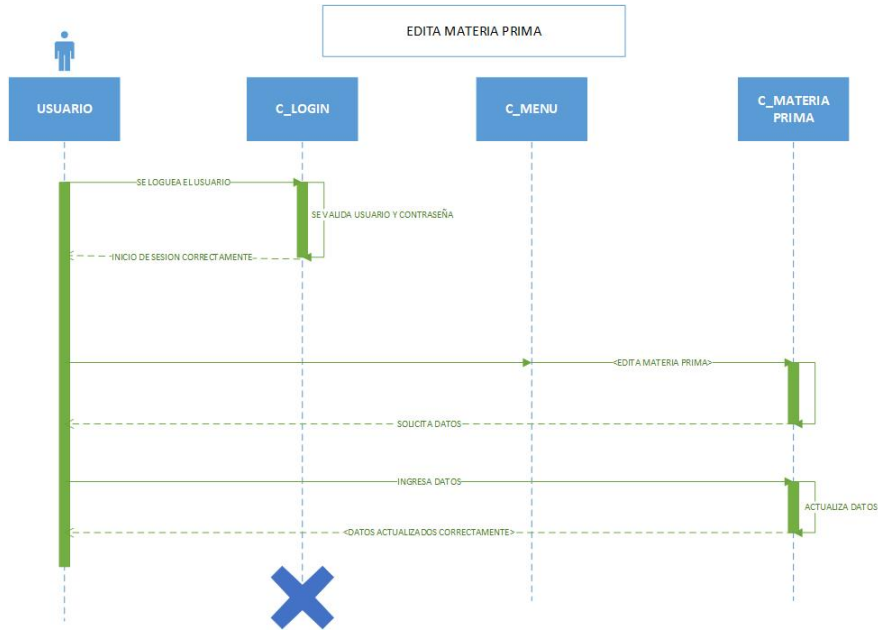 EDITA MATERIA PRIMA
USUARIO
C_LOGIN
C_MENU
C_MATERIA
PRIMA
SE LOGUEA EL USUARIO
SE VALIDA USUARIO Y CONTRASEÑA
INICIO DE SESION CORRECTAMENTE
<EDITA MATERIA PRIMA>
SOLICITA DATOS
INGRESA DATOS
ACTUALIZA DATOS
<DATOS ACTUALIZADOS CORRECTAMENTE>